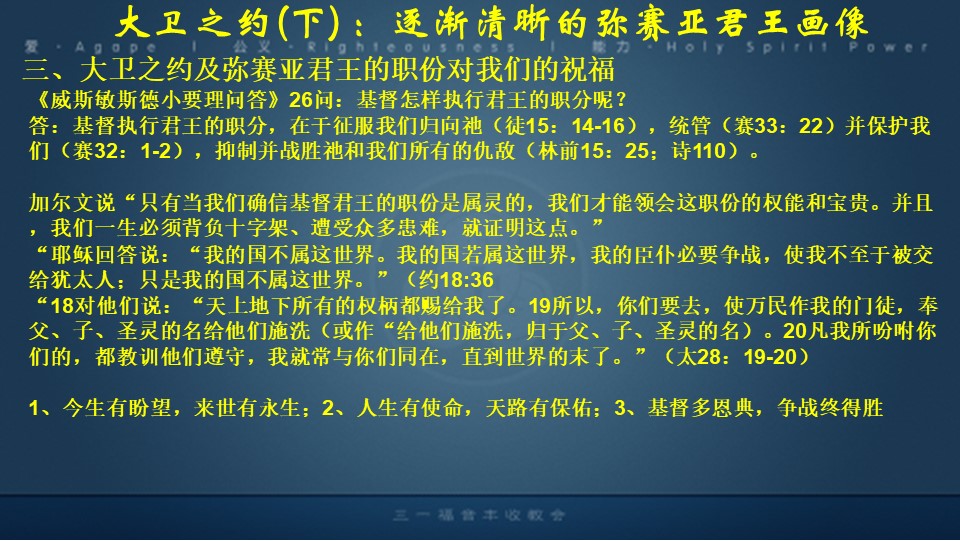 大卫之约(下)：逐渐清晰的弥赛亚君王画像
爱 - Agape | 公义 - Righteousness | 能力 - Holy Spirit Power
三、大卫之约及弥赛亚君王的职份对我们的祝福
《威斯敏斯德小要理问答》26问：基督怎样执行君王的职分呢？
答：基督执行君王的职分，在于征服我们归向祂（徒15：14-16），统管（赛33：22）并保护我
们（赛32：1-2），抑制并战胜祂和我们所有的仇敌（林前15：25；诗110）。
加尔文说“只有当我们确信基督君王的职份是属灵的，我们才能领会这职份的权能和宝贵。并且
，我们一生必须背负十字架、遭受众多患难，就证明这点。”
“耶稣回答说：“我的国不属这世界。我的国若属这世界，我的臣仆必要争战，使我不至于被交
给犹太人；只是我的国不属这世界。”（约18:36
“18对他们说：“天上地下所有的权柄都赐给我了。19所以，你们要去，使万民作我的门徒，奉
父、子、圣灵的名给他们施洗（或作“给他们施洗，归于父、子、圣灵的名）。20凡我所吩咐你
们的，都教训他们遵守，我就常与你们同在，直到世界的末了。”（太28：19-20）
1、今生有盼望，来世有永生；2、人生有使命，天路有保佑；3、基督多恩典，争战终得胜
三一福音丰收教会